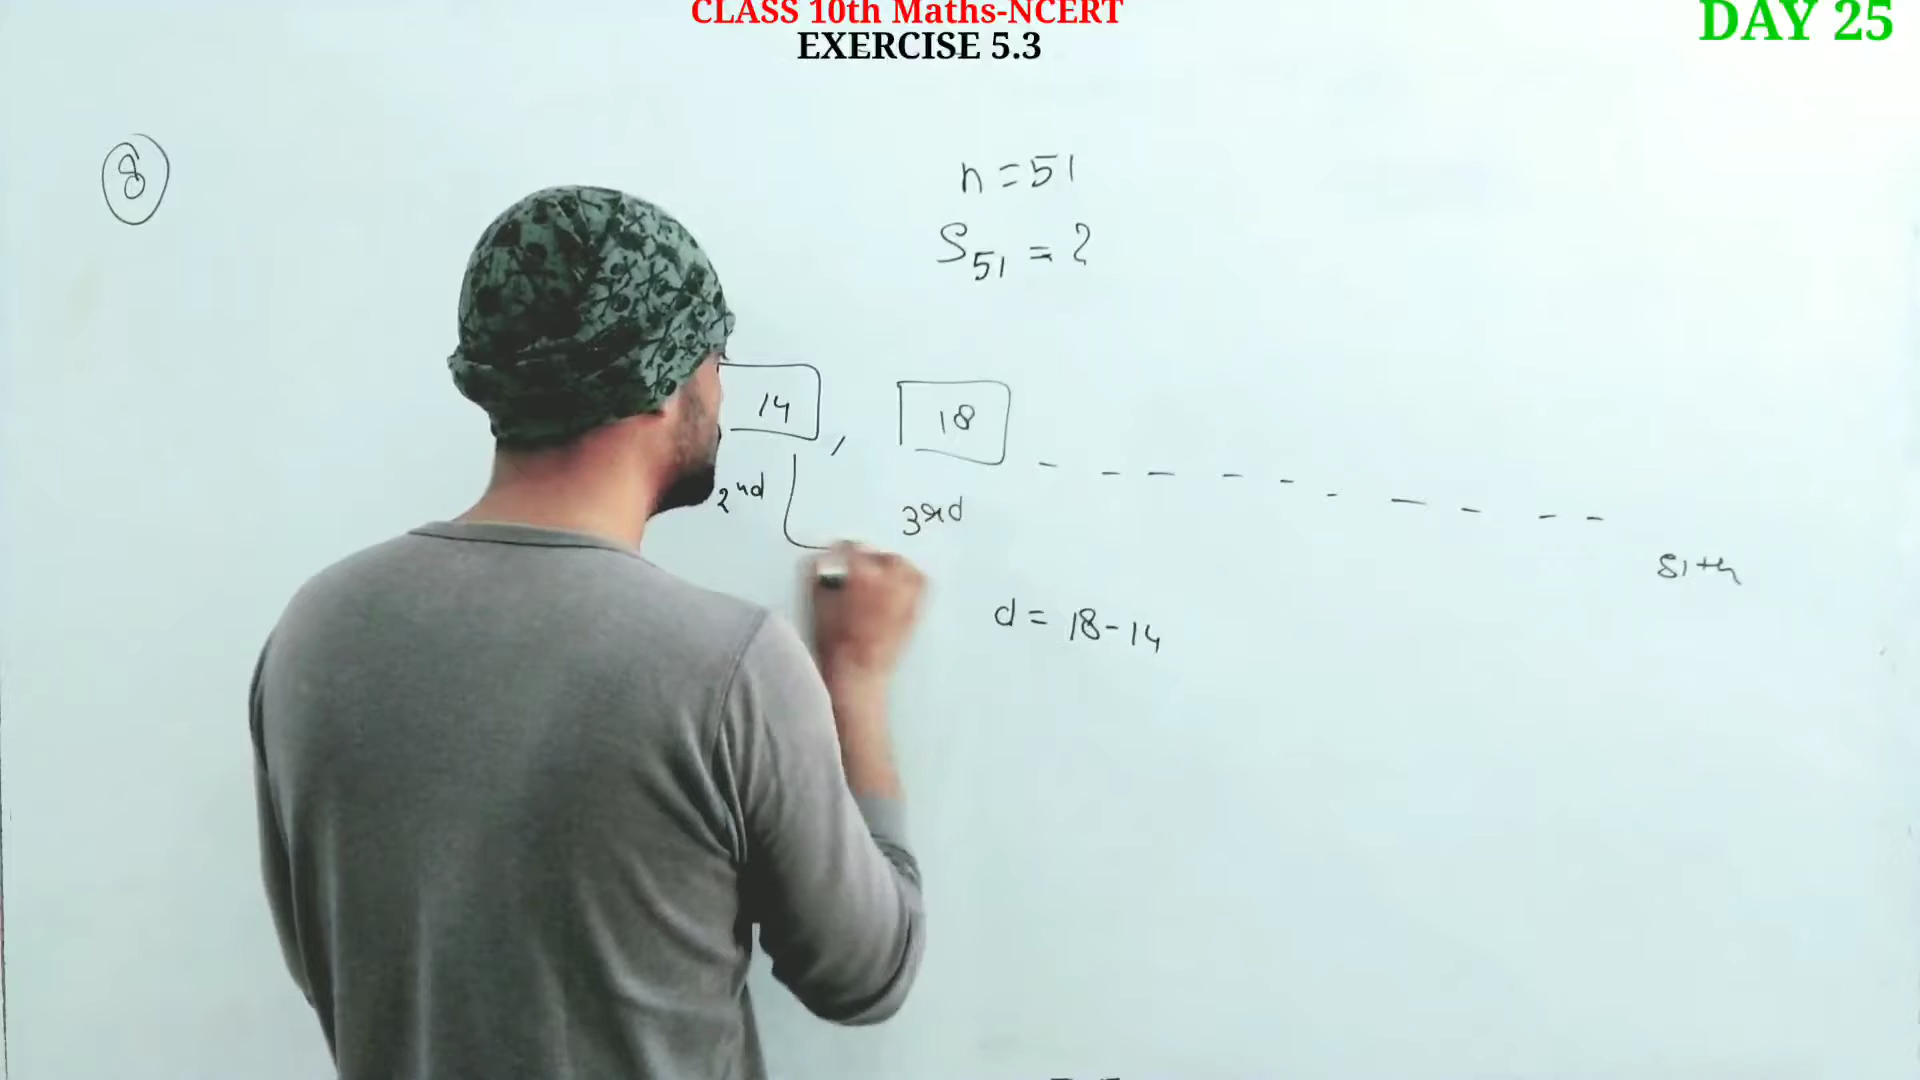 CLASS 10th Maths-NCERT
EXERCISE 5.3
DAY 25
8
n = 51
S51 = ?
14 , 18 - - - - - - - - - -
2nd 3rd 51th
d = 18-14